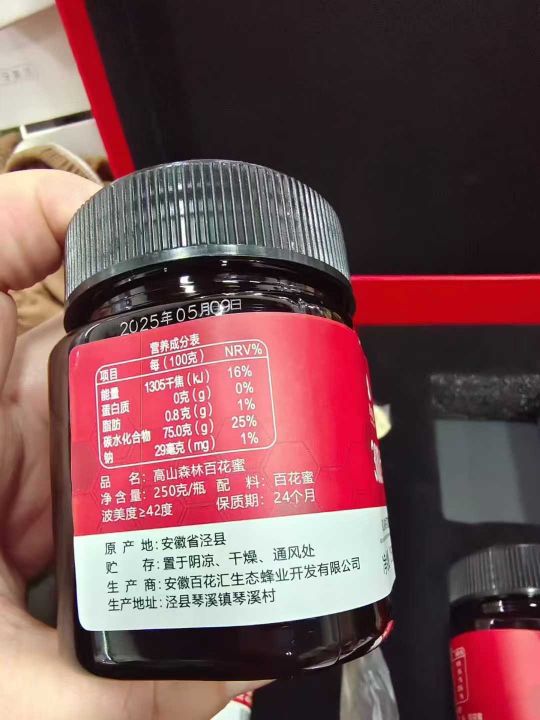 2025年05月09日
营养成分表
项目 每(100克) NRV%
能量 1305千焦(kJ) 16%
蛋白质 0克(g) 0%
脂肪 0.8克(g) 1%
碳水化合物 75.0克(g) 25%
钠 29毫克(mg) 1%
品 名:高山森林百花蜜
净含量:250克/瓶 配 料:百花蜜
波美度≥42度 保质期:24个月
原 产 地:安徽省泾县
贮 存:置于阴凉、干燥、通风处
生 产 商:安徽百花汇生态蜂业开发有限公司
生产地址:泾县琴溪镇琴溪村